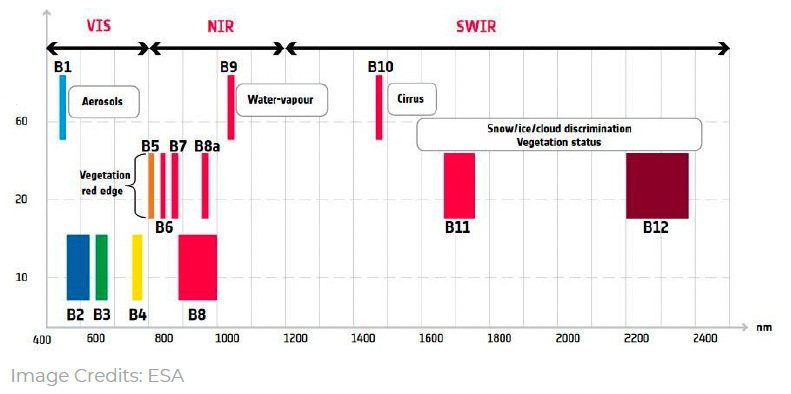 VIS NIR SWIR
B1 B9 B10
Aerosols Water-vapour Cirrus
60
Snow/ice/cloud discrimination
Vegetation status
B5 B7 B8a
Vegetation
red edge
20
B6 B11 B12
10
B2 B3 B4 B8
400 600 800 1000 1200 1400 1600 1800 2000 2200 2400 nm
Image Credits: ESA